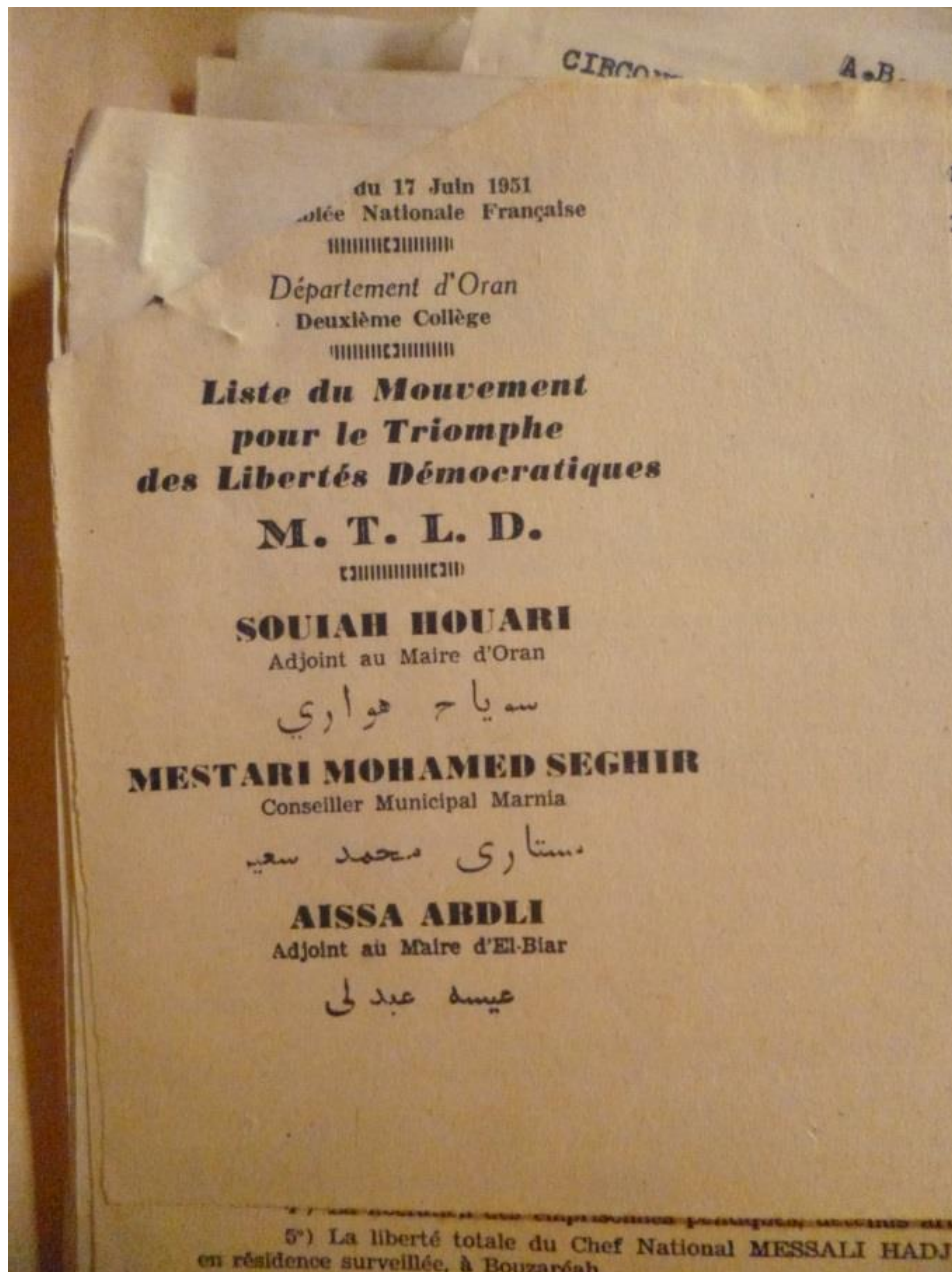 A.B.
du 17 Juin 1951
Nationale Française
Département d'Oran
Deuxième Collège
Liste du Mouvement
pour le Triomphe
des Libertés Démocratiques
M. T. L. D.
SOUIAH HOUARI
Adjoint au Maire d'Oran
سوياح هواري
MESTARI MOHAMED SEGHIR
Conseiller Municipal Marnia
مستاري محمد سعيد
AISSA ABDLI
Adjoint au Maire d'El-Biar
عيسه عبدلي
5°) La liberté totale du Chef National MESSALI HADJ
en résidence surveillée, à Bouzaréah